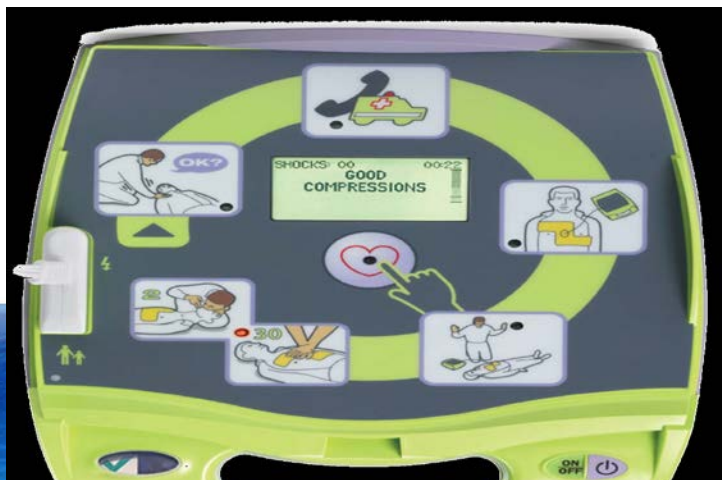 OK?
SHOCKS: 00 00:22
GOOD
COMPRESSIONS
2
30
ON
OFF